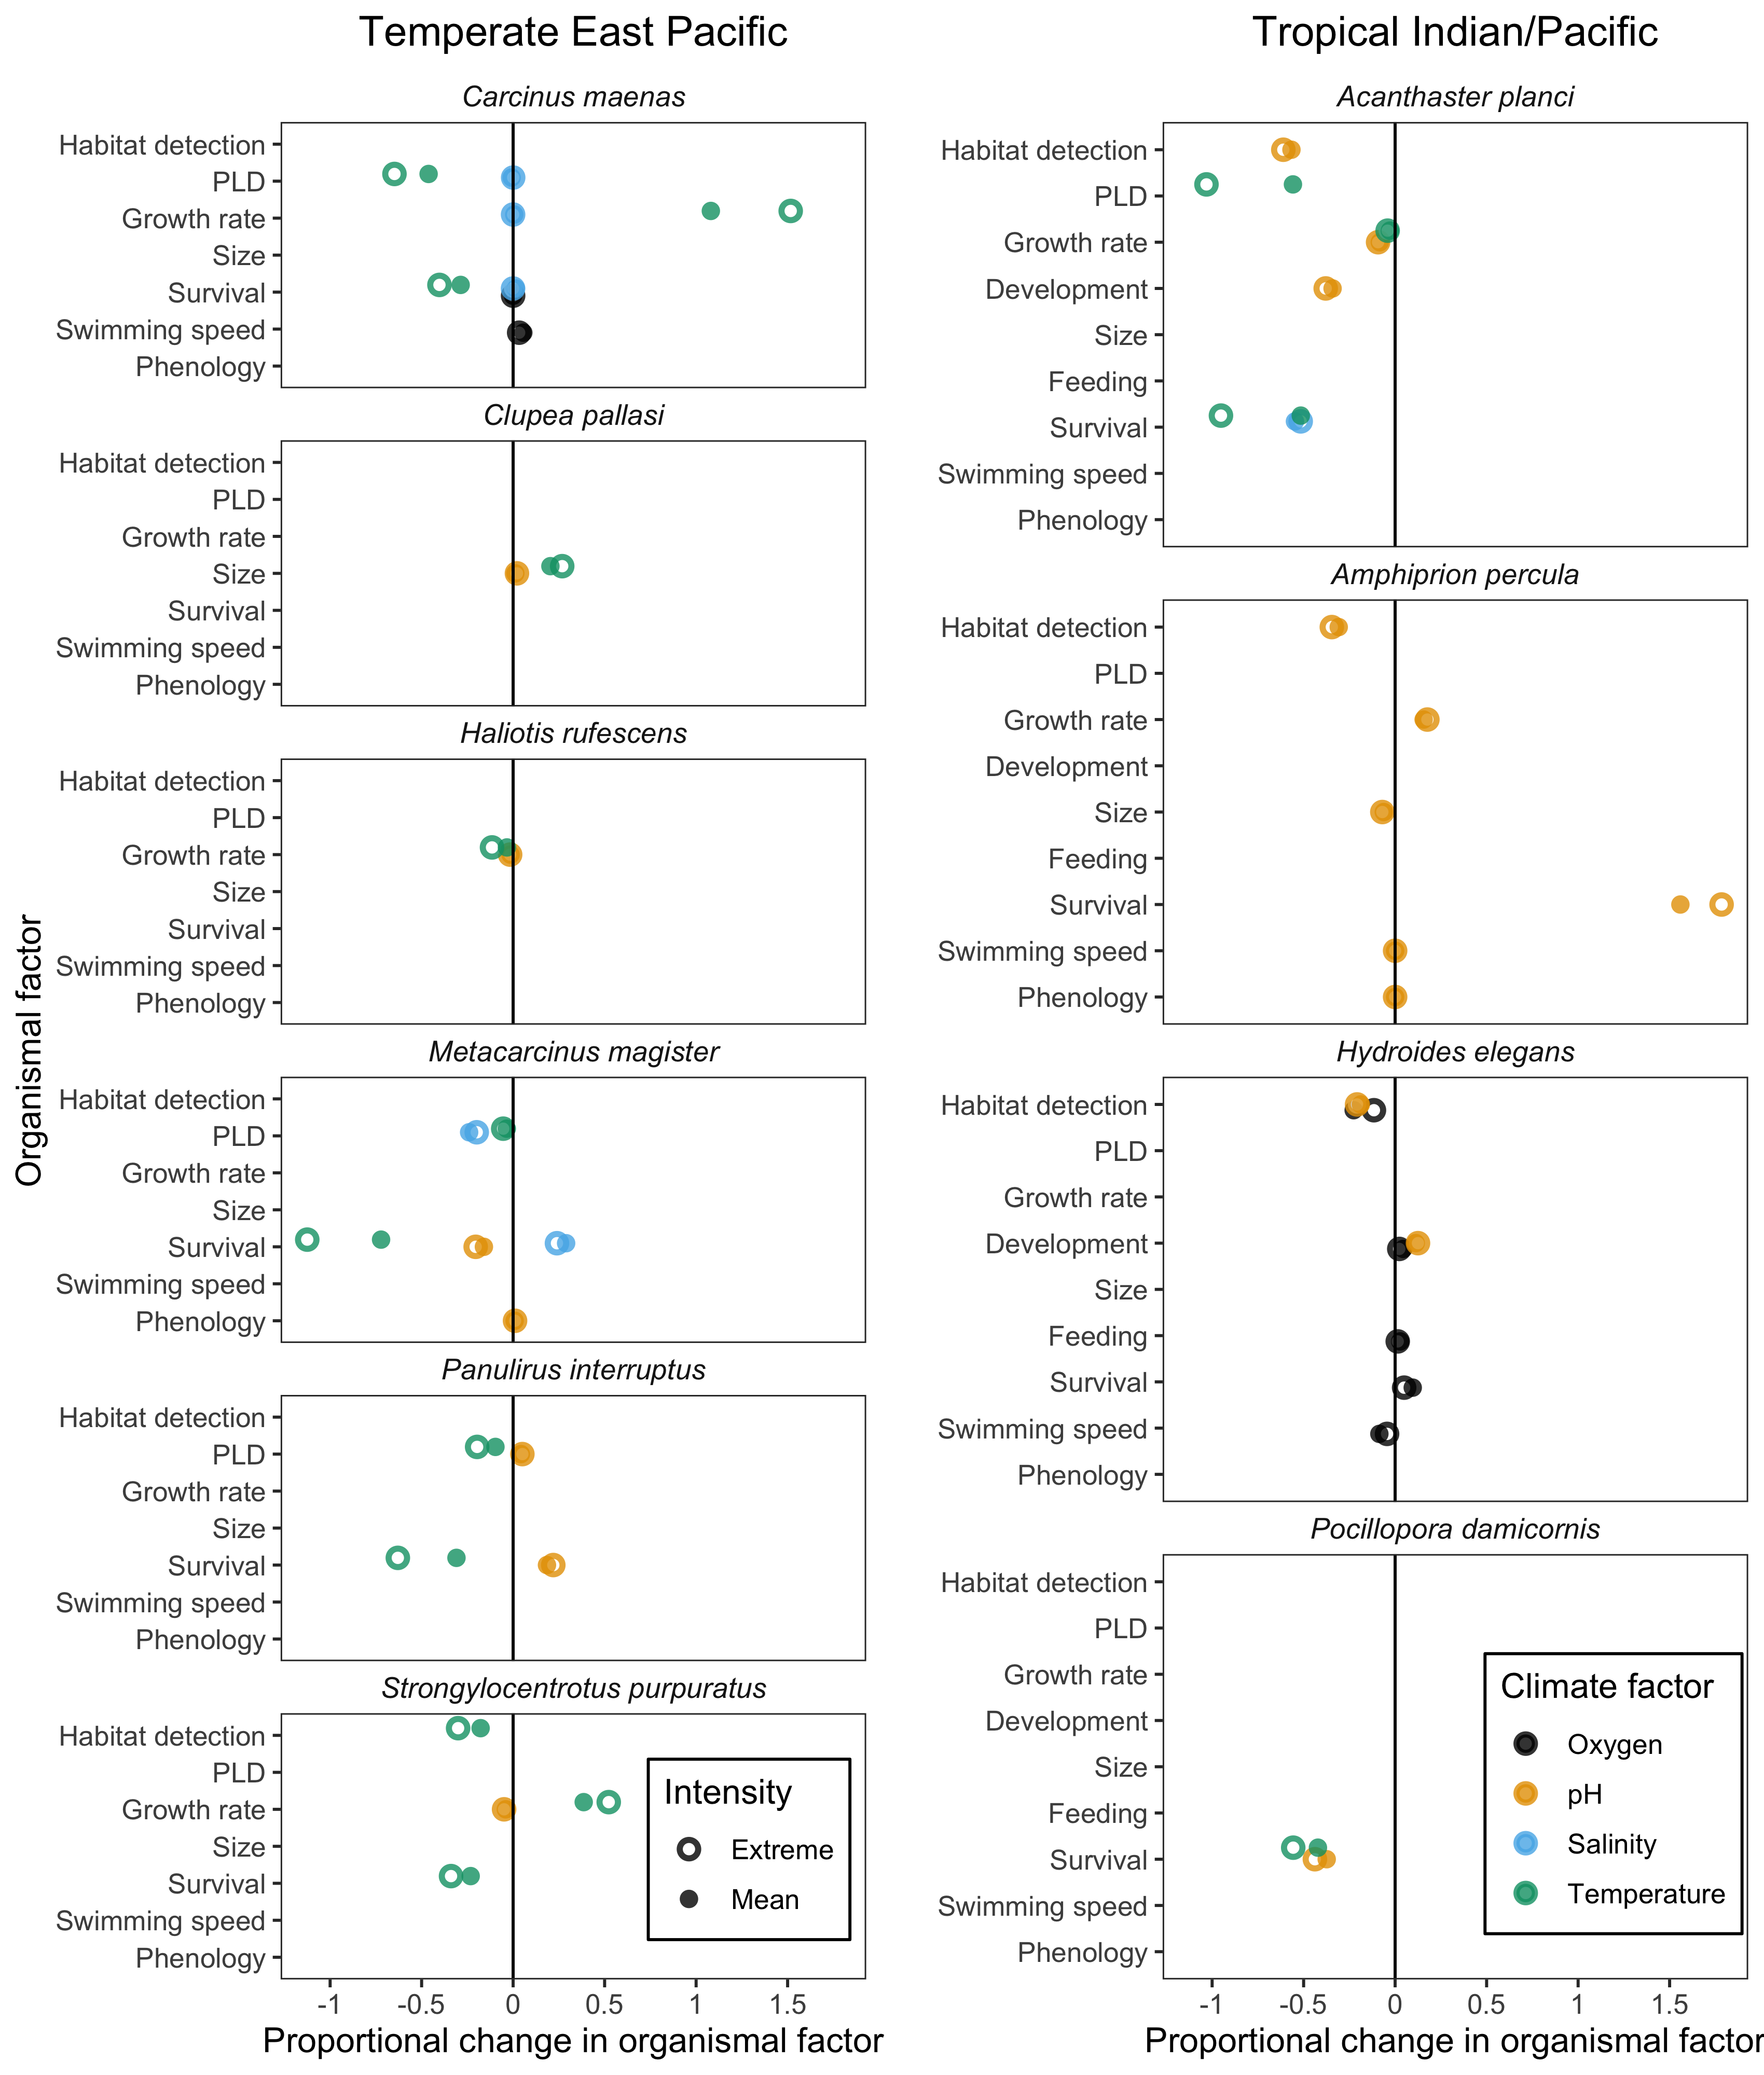 Temperate East Pacific
Tropical Indian/Pacific
Organismal factor
Carcinus maenas
Habitat detection
PLD
Growth rate
Size
Survival
Swimming speed
Phenology
Clupea pallasi
Habitat detection
PLD
Growth rate
Size
Survival
Swimming speed
Phenology
Haliotis rufescens
Habitat detection
PLD
Growth rate
Size
Survival
Swimming speed
Phenology
Metacarcinus magister
Habitat detection
PLD
Growth rate
Size
Survival
Swimming speed
Phenology
Panulirus interruptus
Habitat detection
PLD
Growth rate
Size
Survival
Swimming speed
Phenology
Strongylocentrotus purpuratus
Habitat detection
PLD
Growth rate
Size
Survival
Swimming speed
Phenology
Intensity
Extreme
Mean
-1 -0.5 0 0.5 1 1.5
Proportional change in organismal factor
Acanthaster planci
Habitat detection
PLD
Growth rate
Development
Size
Feeding
Survival
Swimming speed
Phenology
Amphiprion percula
Habitat detection
PLD
Growth rate
Development
Size
Feeding
Survival
Swimming speed
Phenology
Hydroides elegans
Habitat detection
PLD
Growth rate
Development
Size
Feeding
Survival
Swimming speed
Phenology
Pocillopora damicornis
Habitat detection
PLD
Growth rate
Development
Size
Feeding
Survival
Swimming speed
Phenology
Climate factor
Oxygen
pH
Salinity
Temperature
-1 -0.5 0 0.5 1 1.5
Proportional change in organismal factor